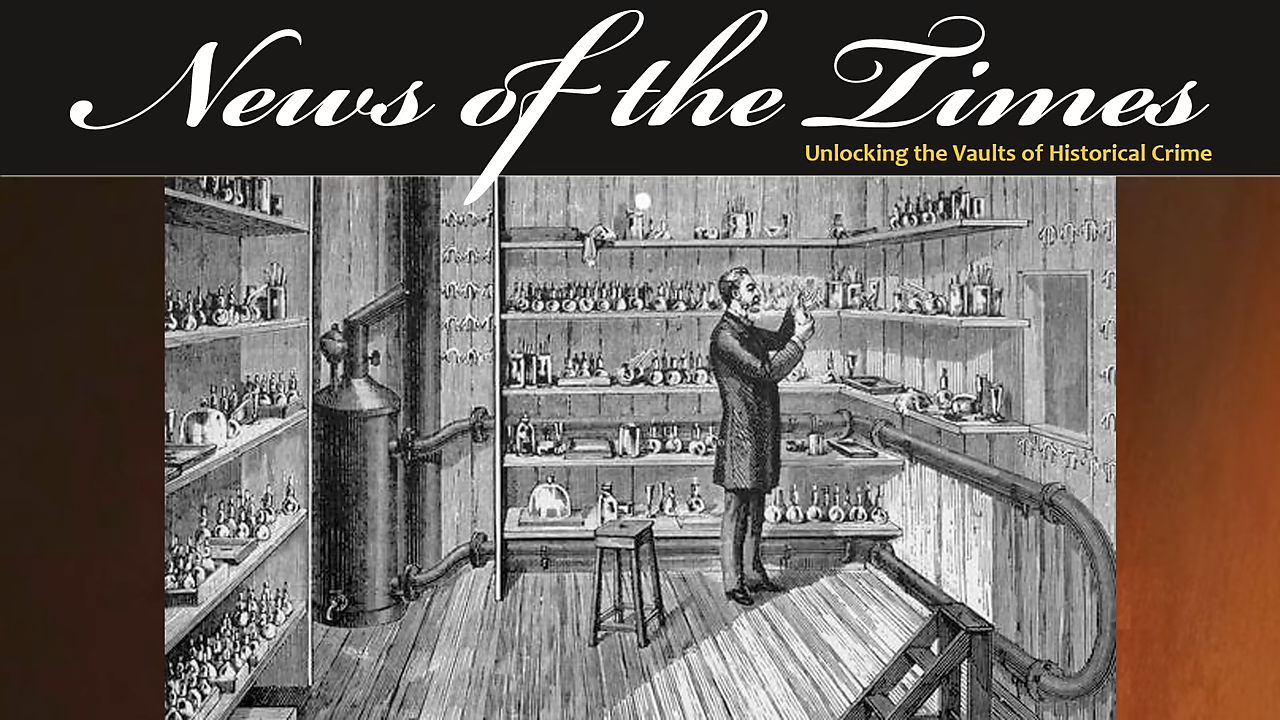 News of the Times
Unlocking the Vaults of Historical Crime